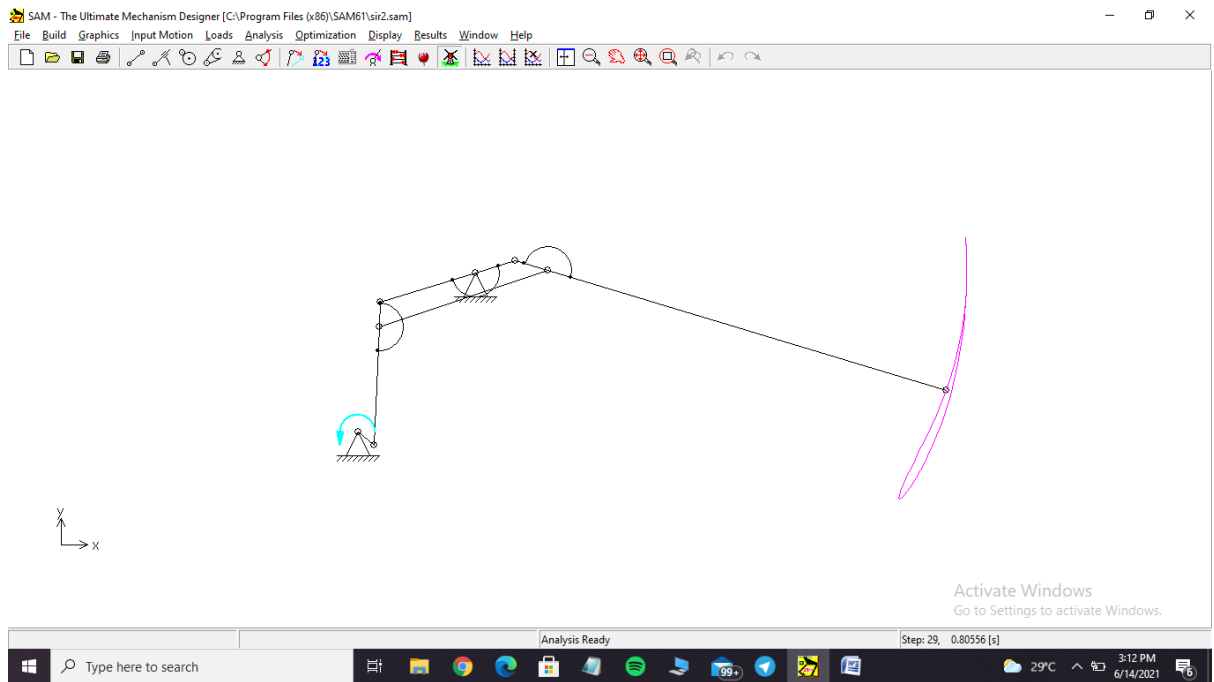 SAM - The Ultimate Mechanism Designer [C:\Program Files (x86)\SAM61\sir2.sam]
File Build Graphics Input Motion Loads Analysis Optimization Display Results Window Help
123
y
x
Activate Windows
Go to Settings to activate Windows.
Analysis Ready
Step: 29, 0.80556 [s]
Type here to search
99+
29°C
3:12 PM
6/14/2021
6